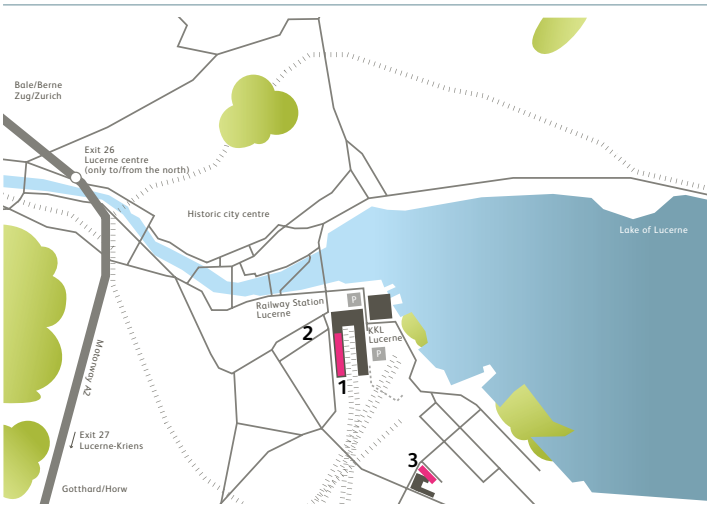 Bale/Berne
Zug/Zurich
Exit 26
Lucerne centre
(only to/from the north)
Historic city centre
Lake of Lucerne
Railway Station
Lucerne
P
2
KKL
Lucerne
P
1
Motorway A2
Exit 27
Lucerne-Kriens
3
Gotthard/Horw